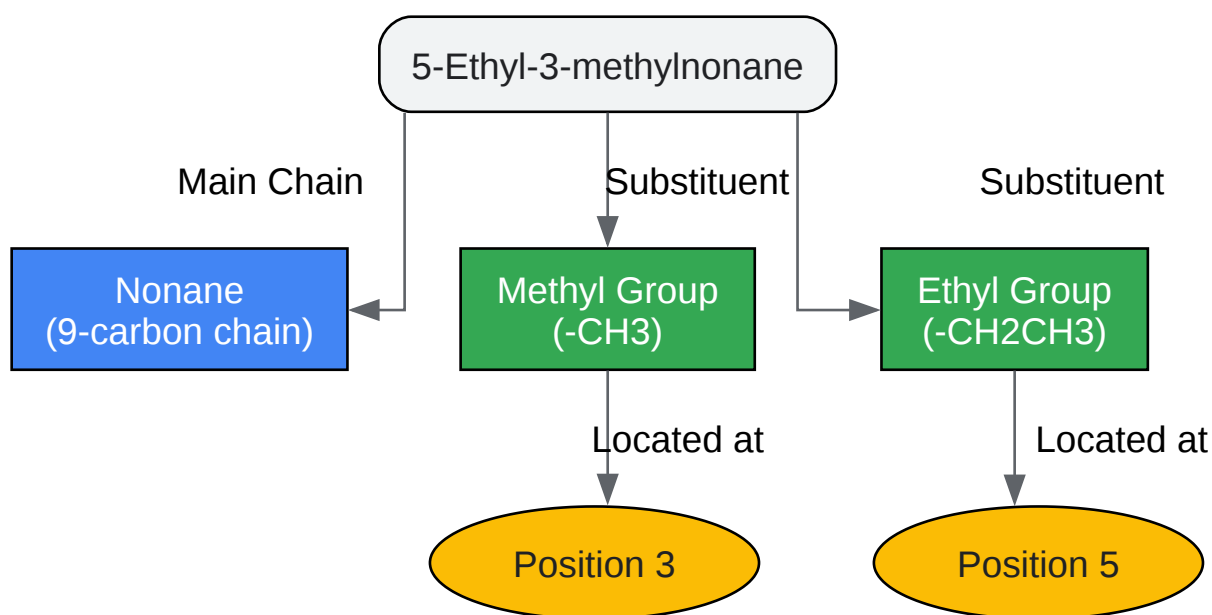 5-Ethyl-3-methylnonane
Main Chain
Substituent
Substituent
Nonane
(9-carbon chain)
Methyl Group
(-CH3)
Ethyl Group
(-CH2CH3)
Located at
Located at
Position 3
Position 5